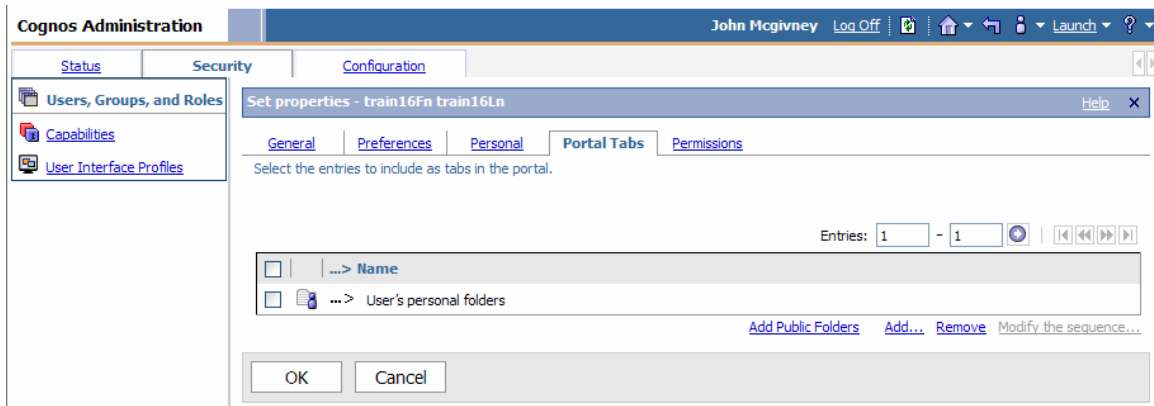 Cognos Administration
John Mcgivney Log Off Launch ?
Status Security Configuration
Users, Groups, and Roles
Capabilities
User Interface Profiles
Set properties - train16Fn train16Ln Help X
General Preferences Personal Portal Tabs Permissions
Select the entries to include as tabs in the portal.
Entries: 1 - 1
...> Name
...> User's personal folders
Add Public Folders Add... Remove Modify the sequence...
OK Cancel